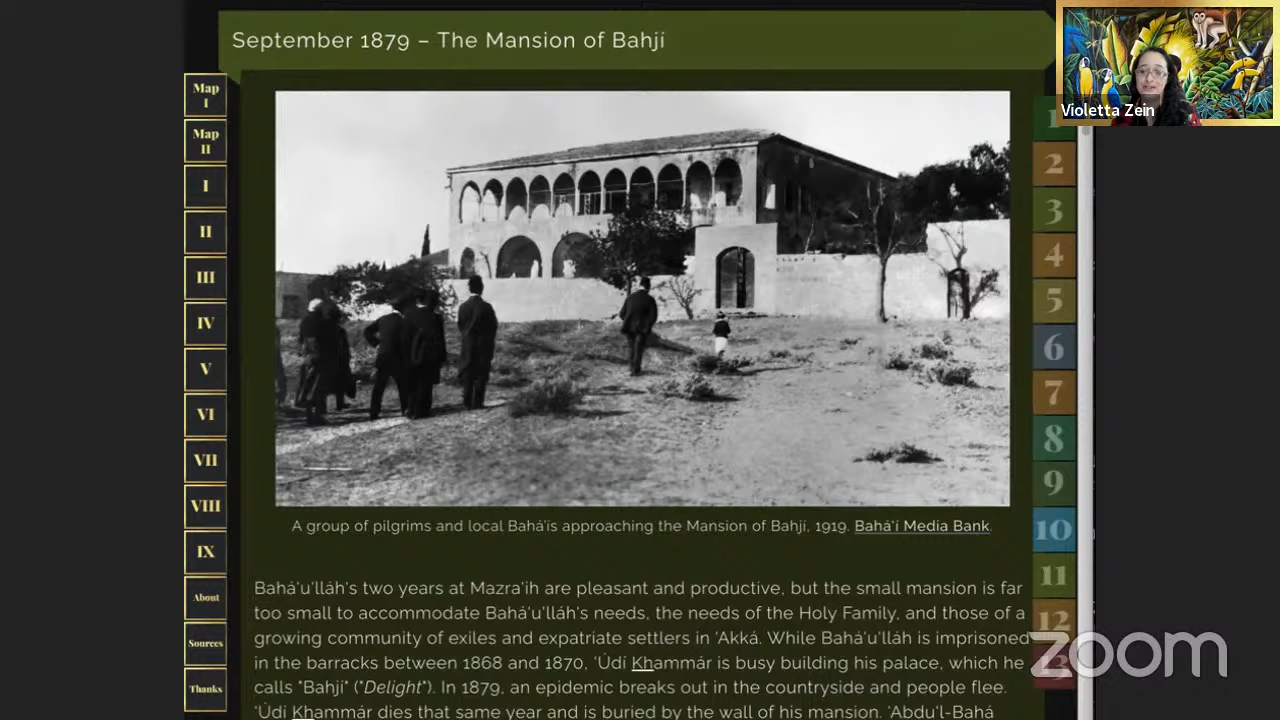 September 1879 – The Mansion of Bahjí
Violetta Zein
Map
I
Map
II
I
II
III
IV
V
VI
VII
VIII
IX
About
Sources
Thanks
1
2
3
4
5
6
7
8
9
10
11
12
13
A group of pilgrims and local Bahá'ís approaching the Mansion of Bahjí, 1919. Bahá'í Media Bank.
Bahá'u'lláh's two years at Mazra'ih are pleasant and productive, but the small mansion is far
too small to accommodate Bahá'u'lláh's needs, the needs of the Holy Family, and those of a
growing community of exiles and expatriate settlers in 'Akká. While Bahá'u'lláh is imprisoned
in the barracks between 1868 and 1870, 'Údí Khammár is busy building his palace, which he
calls "Bahjí" ("Delight"). In 1879, an epidemic breaks out in the countryside and people flee.
'Údí Khammár dies that same year and is buried by the wall of his mansion. 'Abdu'l-Bahá
zoom